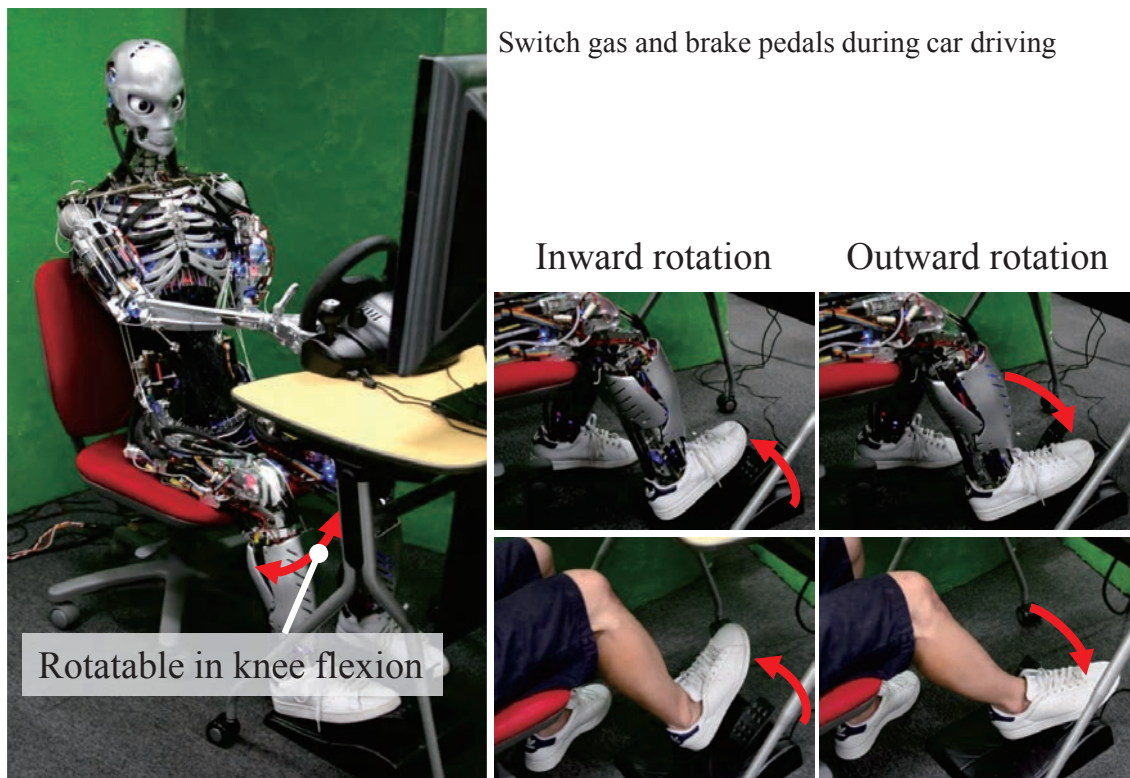 Switch gas and brake pedals during car driving
Inward rotation
Outward rotation
Rotatable in knee flexion